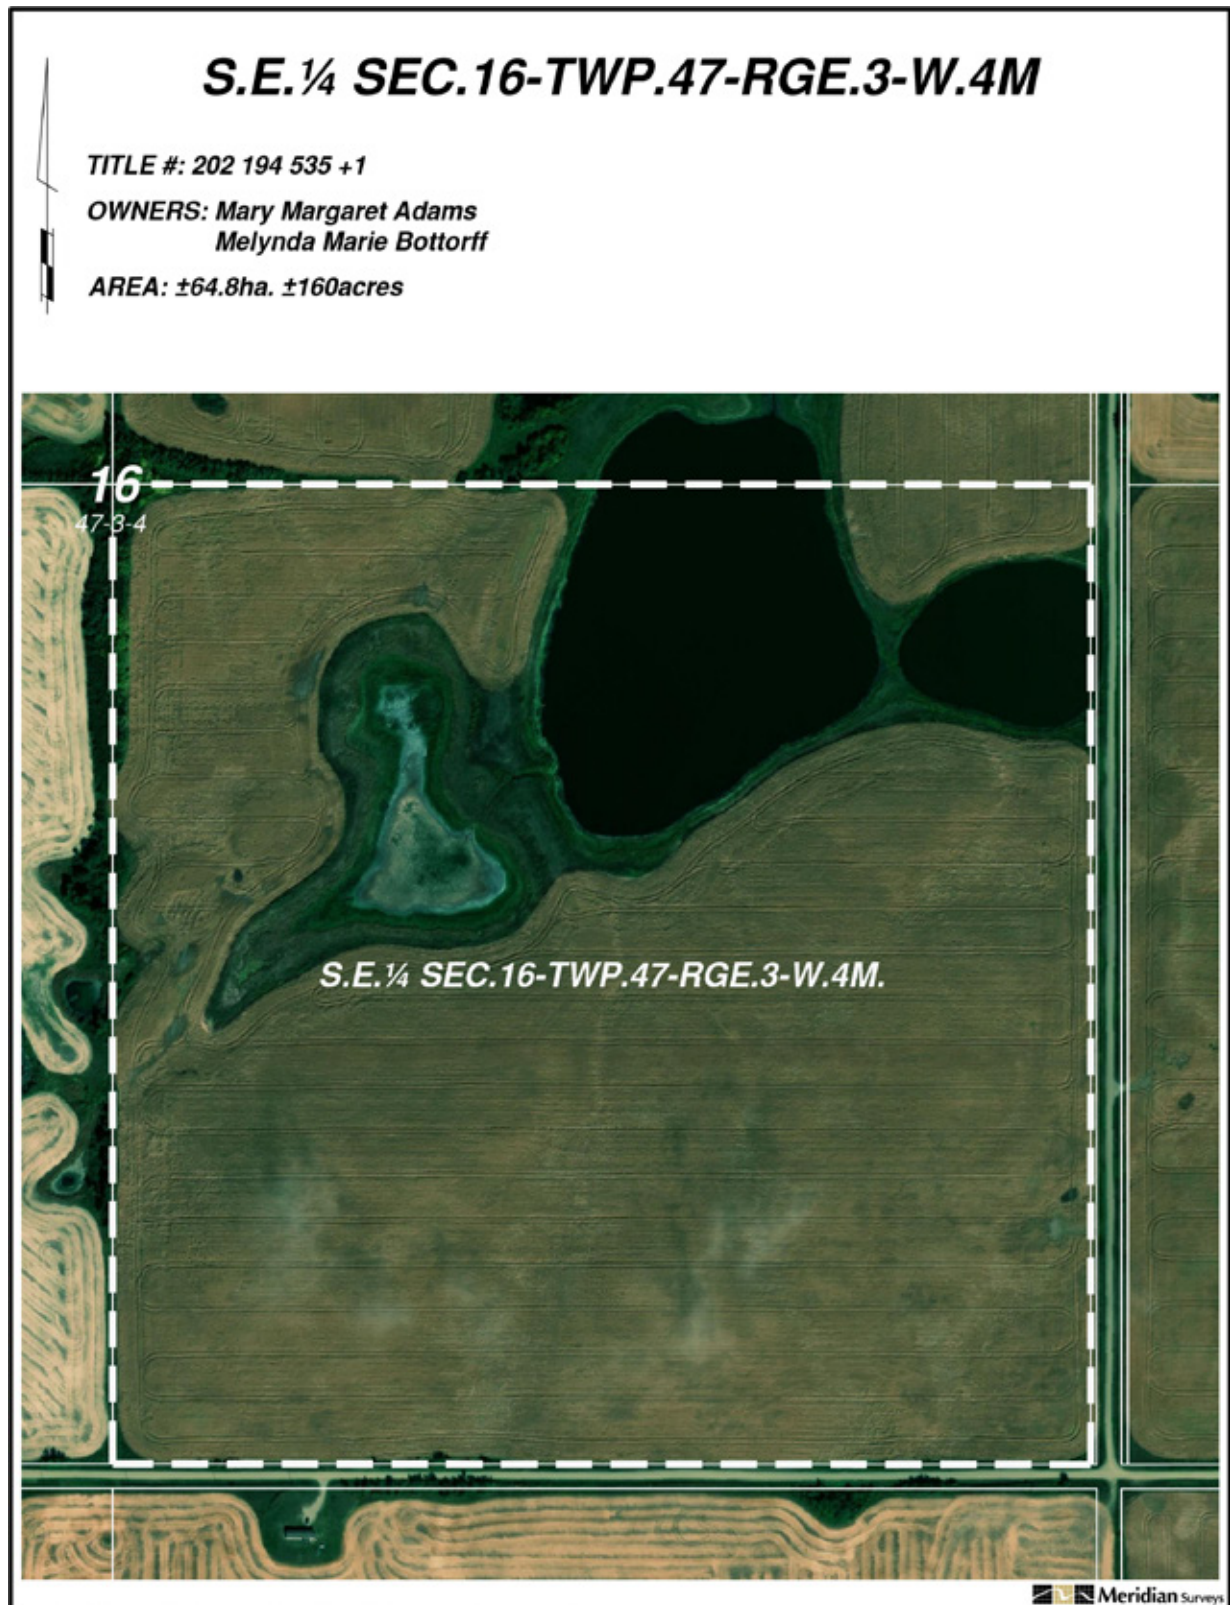 S.E.¼ SEC.16-TWP.47-RGE.3-W.4M
TITLE #: 202 194 535 +1
OWNERS: Mary Margaret Adams
Melynda Marie Bottorff
AREA: ±64.8ha. ±160acres
16
47-3-4
S.E.¼ SEC.16-TWP.47-RGE.3-W.4M.
Meridian Surveys